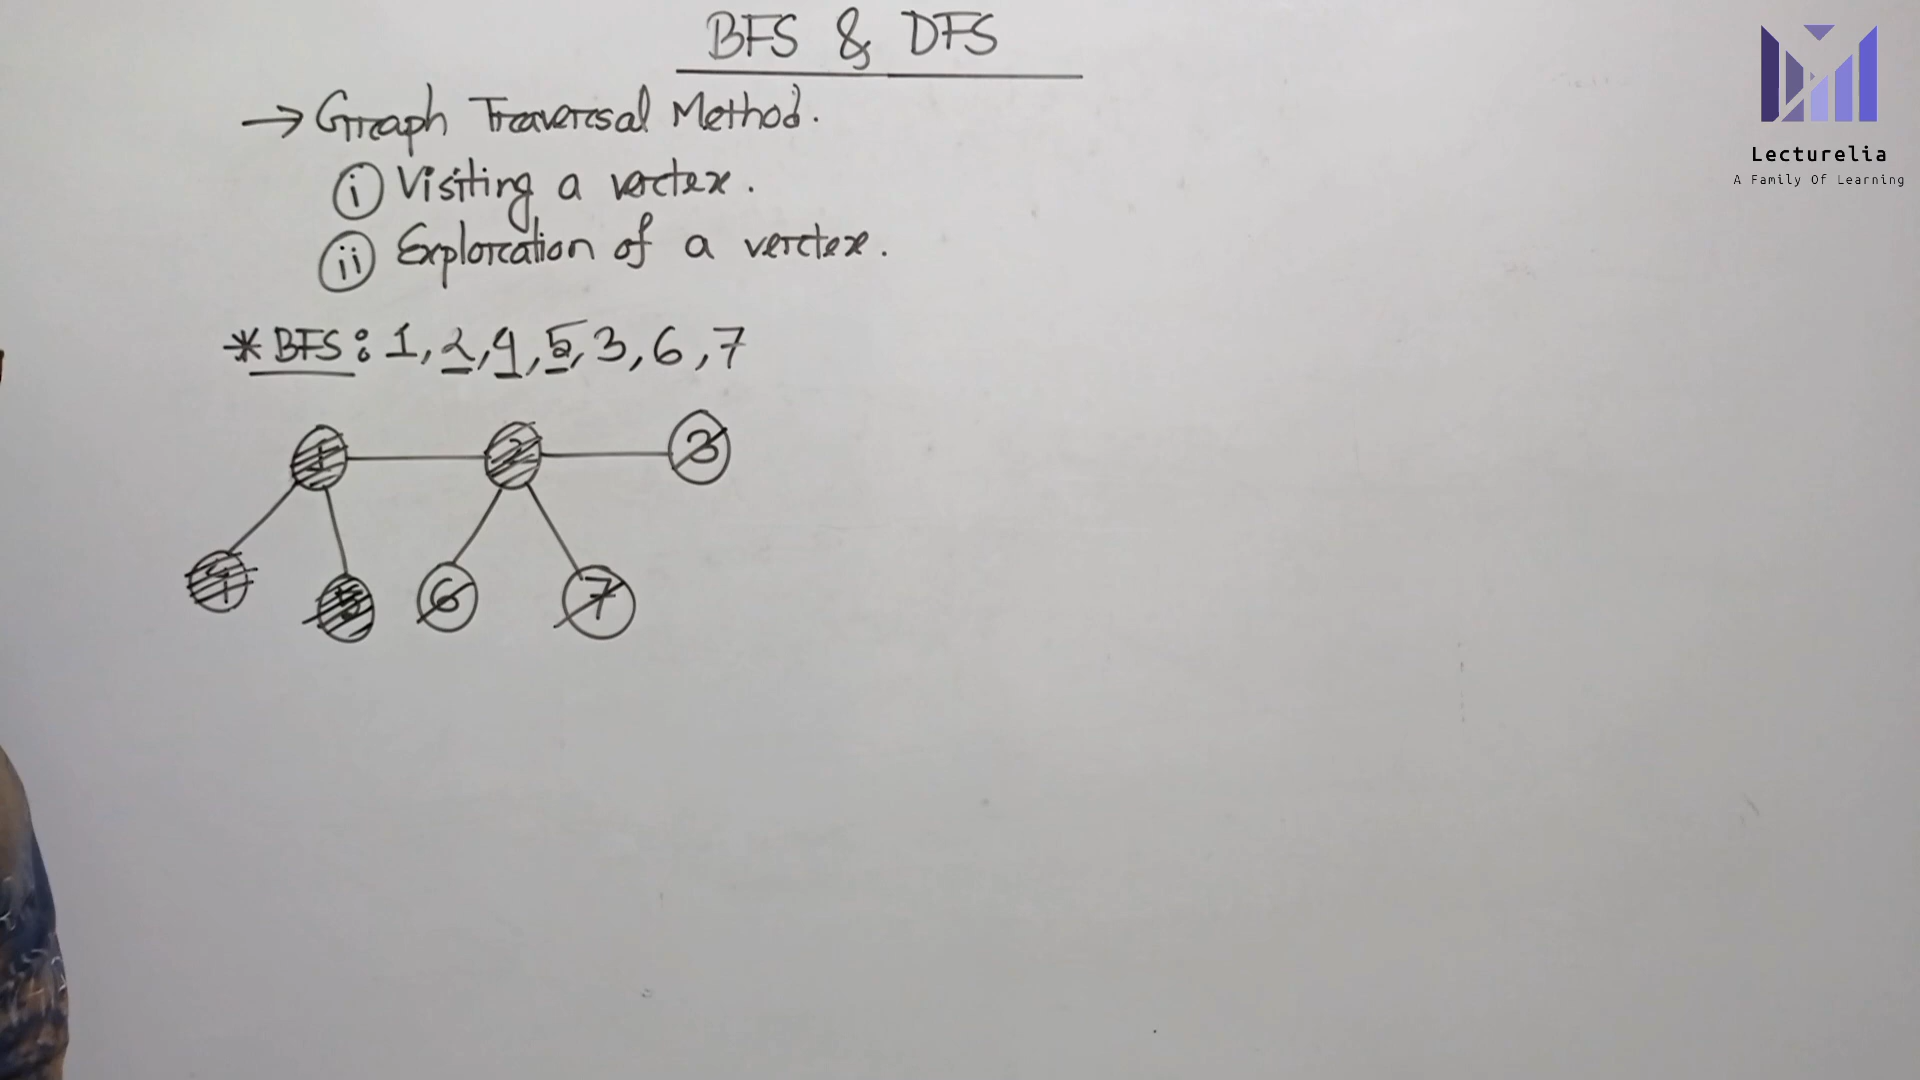 BFS & DFS
→ Graph Traversal Method.
i Visiting a vertex.
ii Exploration of a vertex.
* BFS: 1, 2, 4, 5, 3, 6, 7
1 2 3
4 5 6 7
Lecturelia
A Family Of Learning